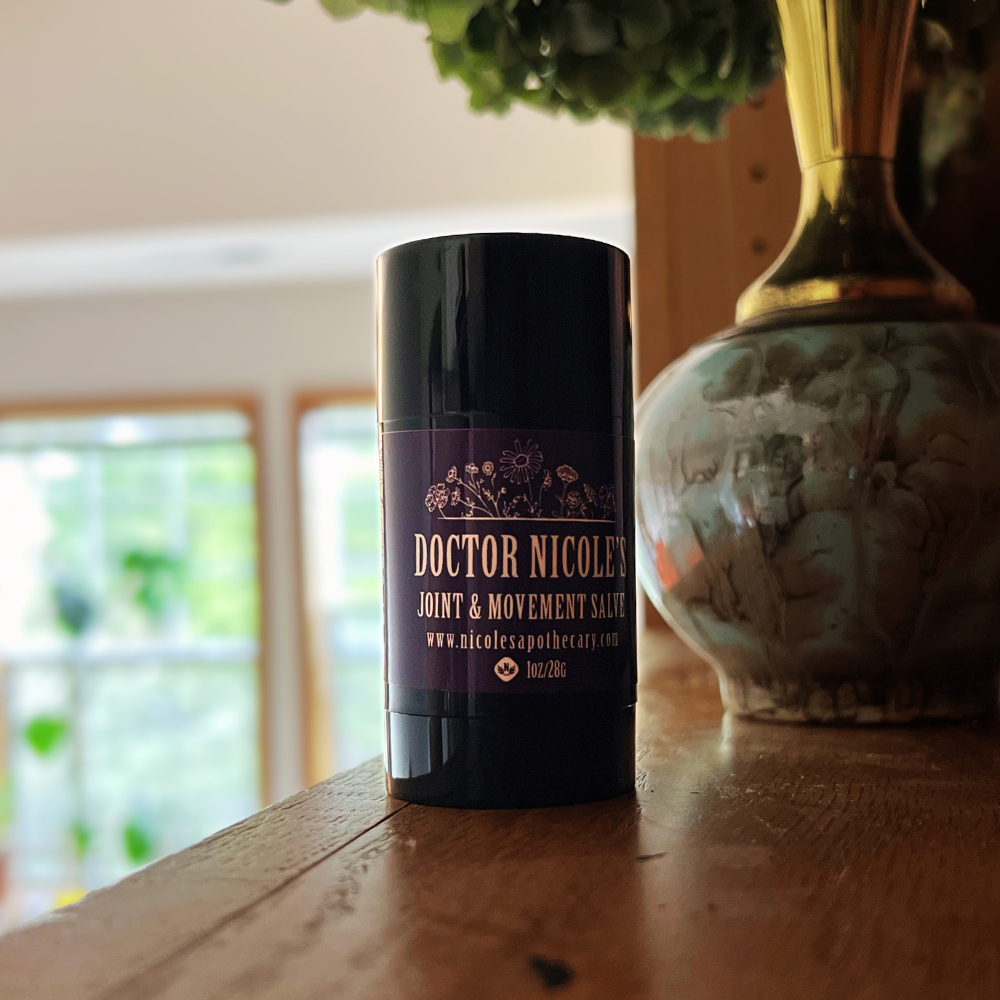 DOCTOR NICOLE'S
JOINT & MOVEMENT SALVE
www.nicolesapothecary.com
N 1oz/28G